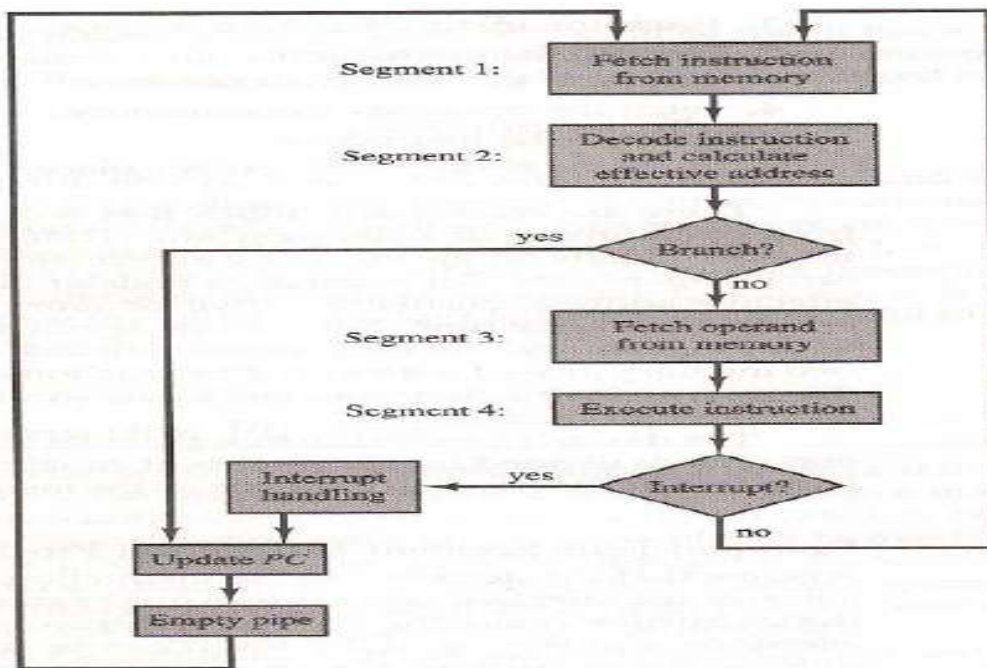 Segment 1:
Fetch instruction
from memory
Segment 2:
Decode instruction
and calculate
effective address
yes
Branch?
no
Segment 3:
Fetch operand
from memory
Segment 4:
Execute instruction
Interrupt
handling
yes
Interrupt?
no
Update PC
Empty pipe